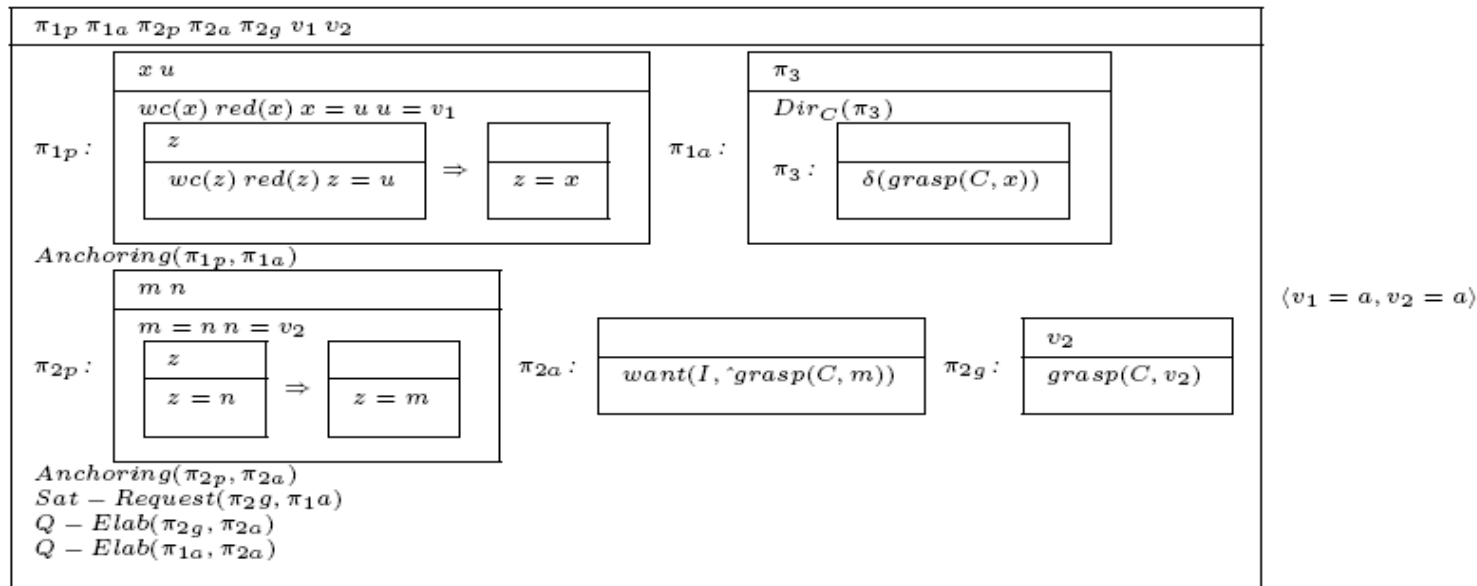 π1p π1a π2p π2a π2g v1 v2
x u
wc(x) red(x) x = u u = v1
z
wc(z) red(z) z = u
⇒
z = x
π1p :
π1a :
π3
DirC(π3)
π3 :
δ(grasp(C, x))
Anchoring(π1p, π1a)
m n
m = n n = v2
z
z = n
⇒
z = m
π2p :
π2a :
want(I, ^grasp(C, m))
π2g :
v2
grasp(C, v2)
⟨v1 = a, v2 = a⟩
Anchoring(π2p, π2a)
Sat − Request(π2g, π1a)
Q − Elab(π2g, π2a)
Q − Elab(π1a, π2a)